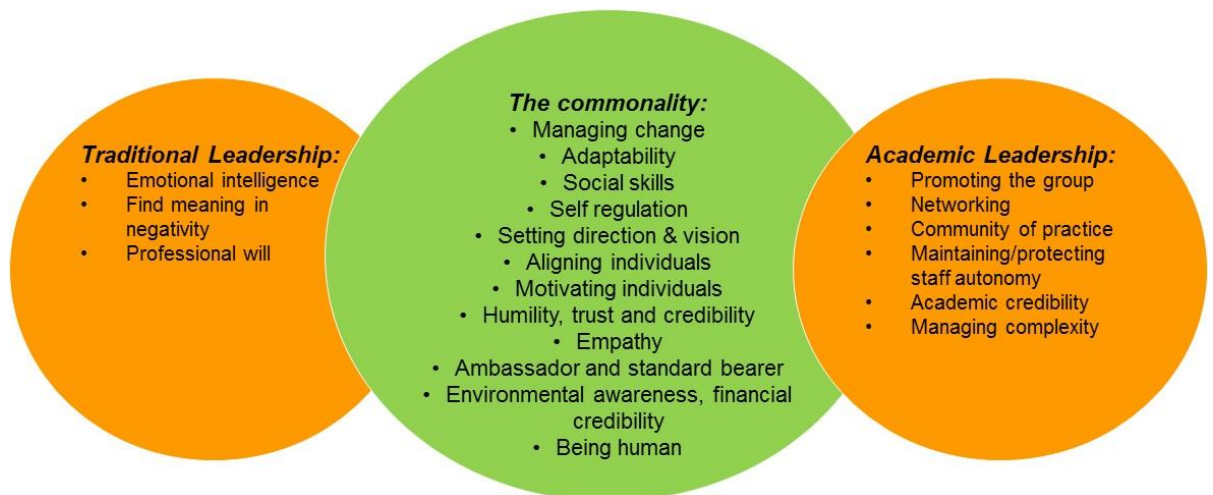 Traditional Leadership:
• Emotional intelligence
• Find meaning in
negativity
• Professional will
The commonality:
• Managing change
• Adaptability
• Social skills
• Self regulation
• Setting direction & vision
• Aligning individuals
• Motivating individuals
• Humility, trust and credibility
• Empathy
• Ambassador and standard bearer
• Environmental awareness, financial
credibility
• Being human
Academic Leadership:
• Promoting the group
• Networking
• Community of practice
• Maintaining/protecting
staff autonomy
• Academic credibility
• Managing complexity